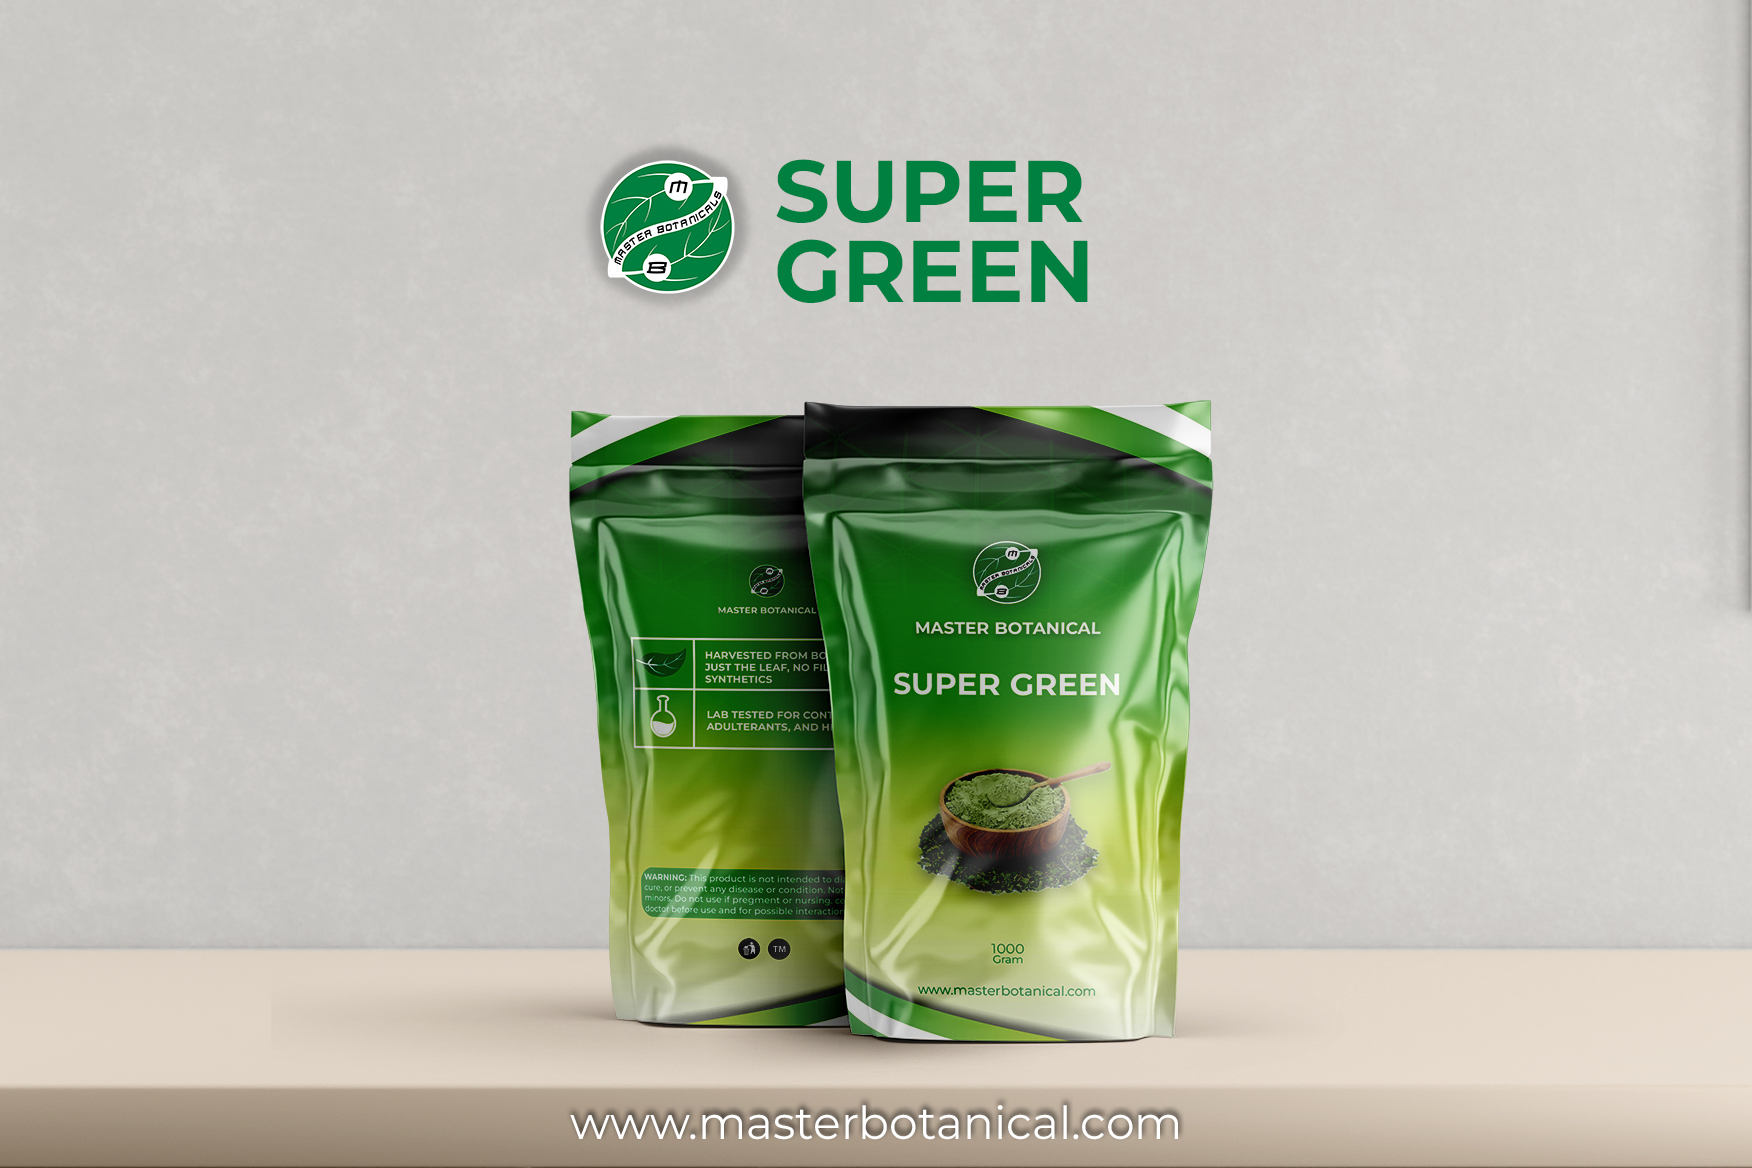 M
MASTER BOTANICALS
B
SUPER
GREEN
MASTER BOTANICAL
HARVESTED FROM BO
JUST THE LEAF, NO FIL
SYNTHETICS
LAB TESTED FOR CONT
ADULTERANTS, AND H
WARNING: This product is not intended to di
cure, or prevent any disease or condition. Not
minors. Do not use if pregment or nursing. co
doctor before use and for possible interaction
TM
M
MASTER BOTANICALS
B
MASTER BOTANICAL
SUPER GREEN
1000
Gram
www.masterbotanical.com
www.masterbotanical.com